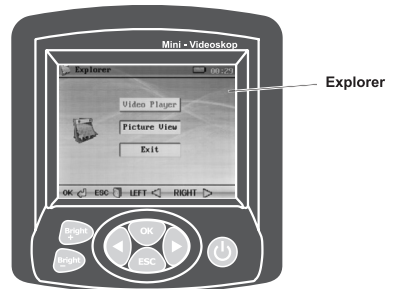 Mini - Videoskop
Explorer 00:29
Explorer
Video Player
Picture View
Exit
OK ESC LEFT RIGHT
Bright
+
OK
Bright
−
ESC